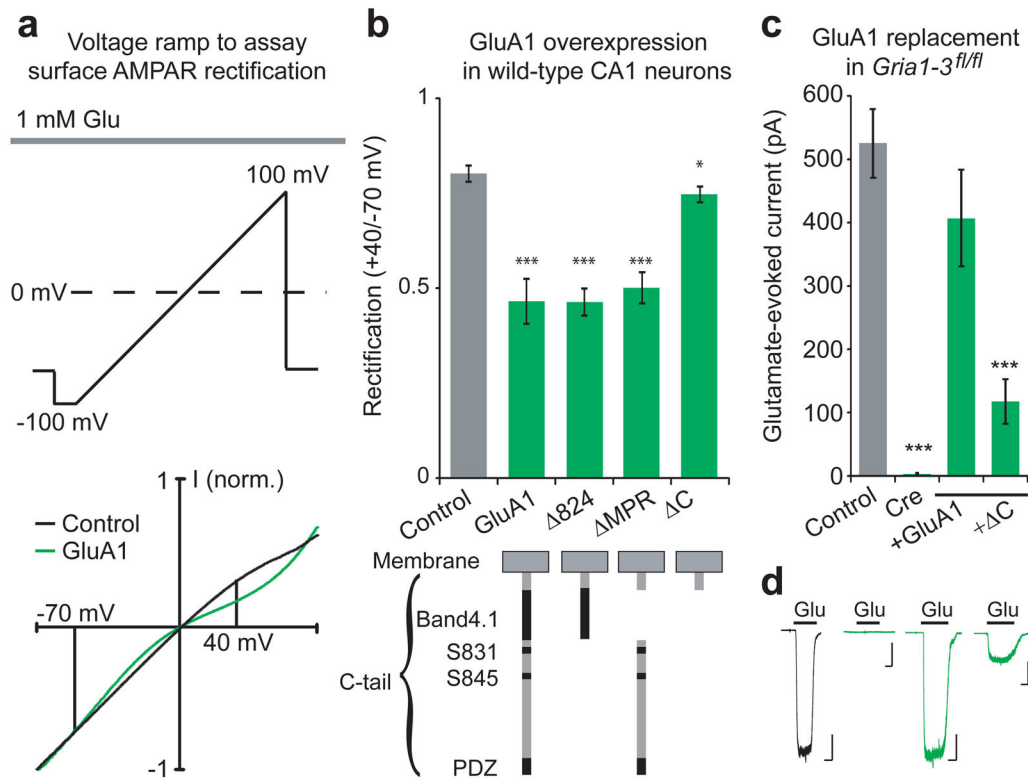 a
Voltage ramp to assay
surface AMPAR rectification
1 mM Glu
100 mV
0 mV
-100 mV
1
I (norm.)
Control
GluA1
-70 mV
40 mV
-1
b
GluA1 overexpression
in wild-type CA1 neurons
Rectification (+40/-70 mV)
1
0.5
0
***
***
***
*
Control
GluA1
Δ824
ΔMPR
ΔC
Membrane
Band4.1
S831
S845
C-tail
PDZ
c
GluA1 replacement
in Gria1-3fl/fl
Glutamate-evoked current (pA)
600
500
400
300
200
100
0
***
***
Control
Cre
+GluA1
+ΔC
d
Glu
Glu
Glu
Glu